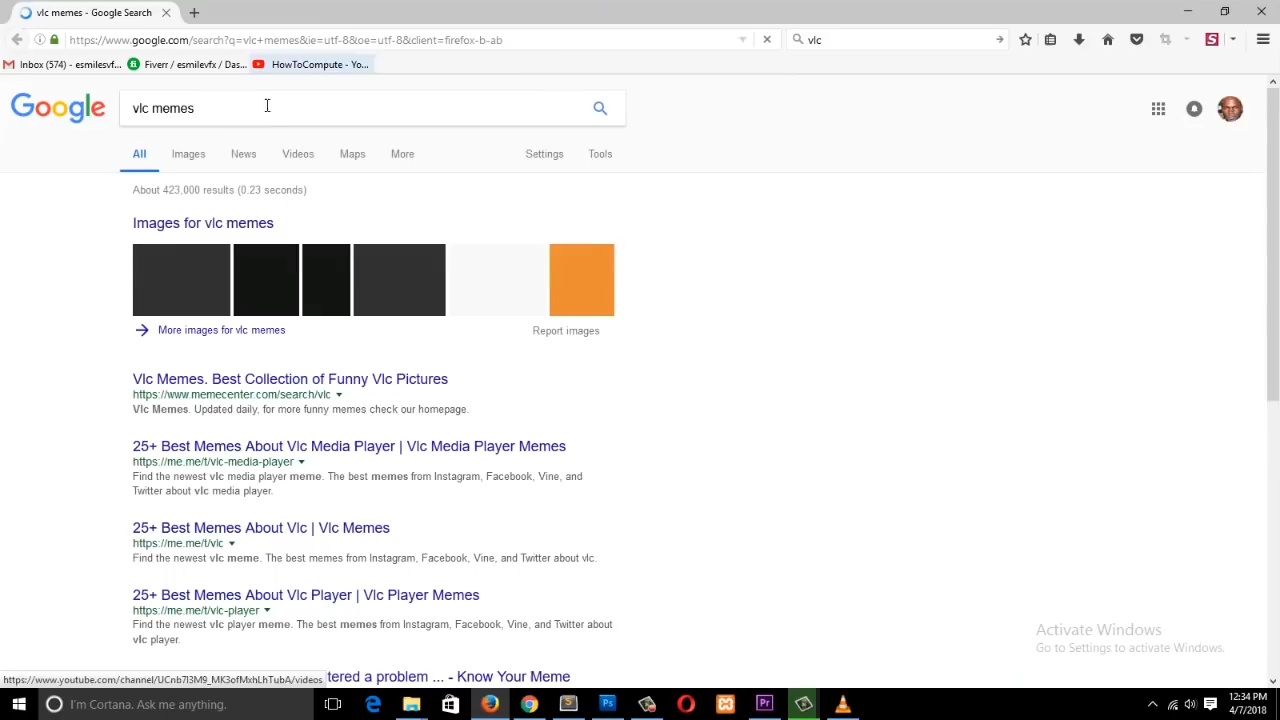 vlc memes - Google Search
https://www.google.com/search?q=vlc+memes&ie=utf-8&oe=utf-8&client=firefox-b-ab
vlc
Inbox (574) - esmilesvf...
Fiverr / esmilesvfx / Das...
HowToCompute - Yo...
Google
vlc memes
All
Images
News
Videos
Maps
More
Settings
Tools
About 423,000 results (0.23 seconds)
Images for vlc memes
More images for vlc memes
Report images
Vlc Memes. Best Collection of Funny Vlc Pictures
https://www.memecenter.com/search/vlc
Vlc Memes. Updated daily, for more funny memes check our homepage.
25+ Best Memes About Vlc Media Player | Vlc Media Player Memes
https://me.me/t/vlc-media-player
Find the newest vlc media player meme. The best memes from Instagram, Facebook, Vine, and
Twitter about vlc media player.
25+ Best Memes About Vlc | Vlc Memes
https://me.me/t/vlc
Find the newest vlc meme. The best memes from Instagram, Facebook, Vine, and Twitter about vlc.
25+ Best Memes About Vlc Player | Vlc Player Memes
https://me.me/t/vlc-player
Find the newest vlc player meme. The best memes from Instagram, Facebook, Vine, and Twitter about
vlc player.
Activate Windows
Go to Settings to activate Windows.
tered a problem ... - Know Your Meme
https://www.youtube.com/channel/UCnb7l3M9_MK3ofMxhLhTubA/videos
I'm Cortana. Ask me anything.
Ps
Pr
12:34 PM
4/7/2018